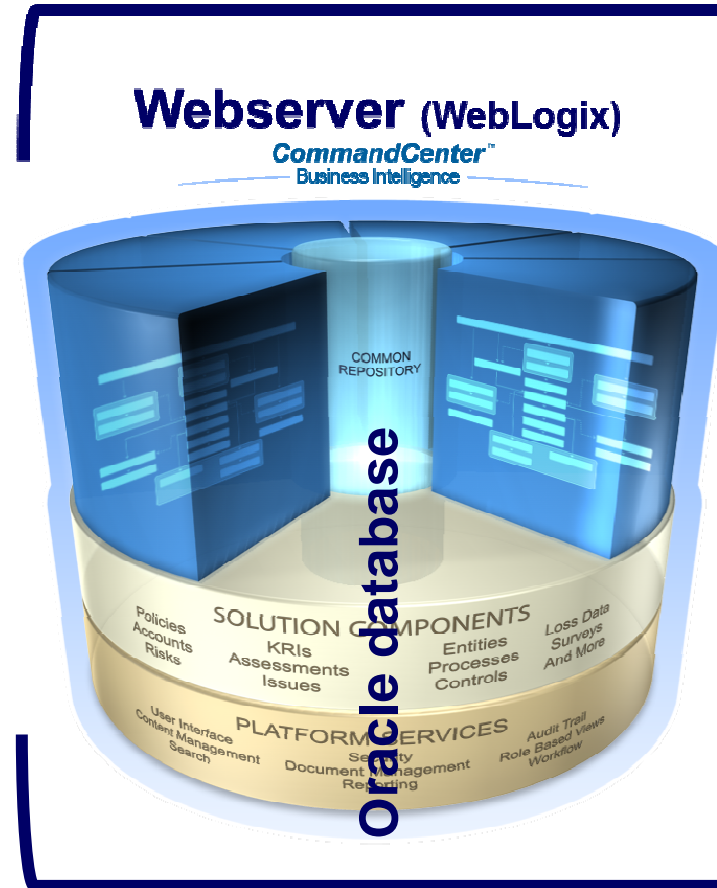 Webserver (WebLogix)
CommandCenter™
Business Intelligence
COMMON
REPOSITORY
Oracle database
SOLUTION COMPONENTS
Policies
Accounts
Risks
KRIs
Assessments
Issues
Entities
Processes
Controls
Loss Data
Surveys
And More
PLATFORM SERVICES
User Interface
Content Management
Search
Security
Document Management
Reporting
Audit Trail
Role Based Views
Workflow